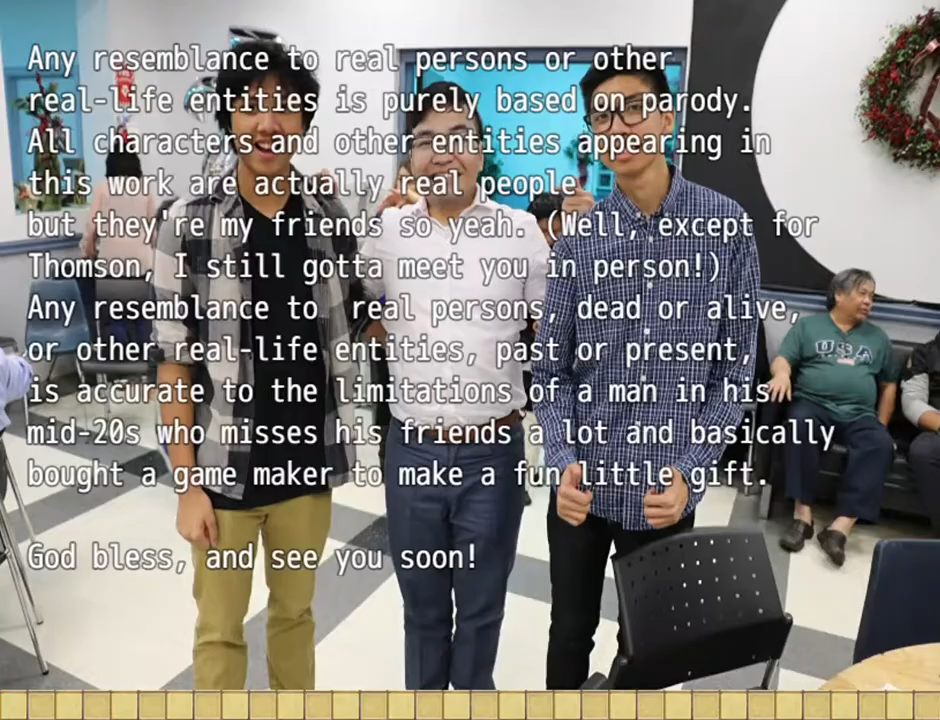 Any resemblance to real persons or other
real-life entities is purely based on parody.
All characters and other entities appearing in
this work are actually real people
but they're my friends so yeah. (Well, except for
Thomson, I still gotta meet you in person!)
Any resemblance to  real persons, dead or alive,
or other real-life entities, past or present,
is accurate to the limitations of a man in his
mid-20s who misses his friends a lot and basically
bought a game maker to make a fun little gift.
God bless, and see you soon!
USA